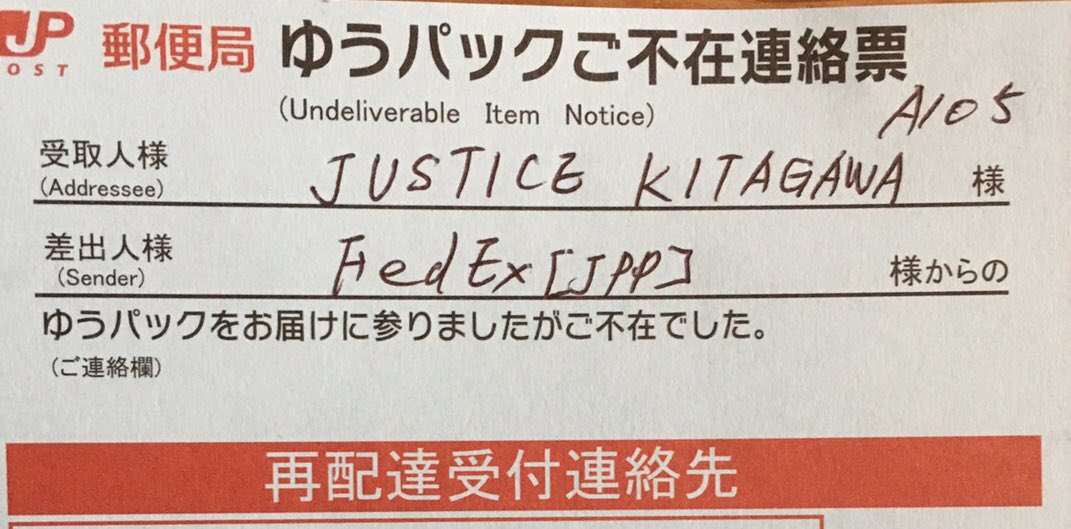 JP 郵便局 ゆうパックご不在連絡票
OST
(Undeliverable Item Notice)
A105
受取人様 JUSTICE KITAGAWA 様
(Addressee)
差出人様 FedEx [JPP] 様からの
(Sender)
ゆうパックをお届けに参りましたがご不在でした。
(ご連絡欄)
再配達受付連絡先